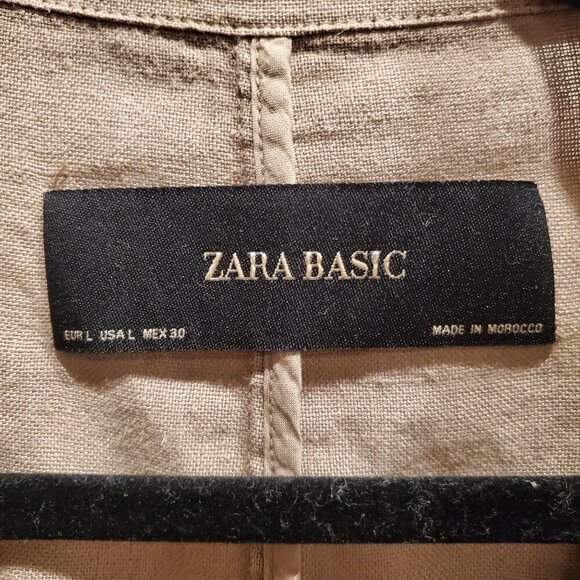 ZARA BASIC
EUR L USA L MEX 30
MADE IN MOROCCO